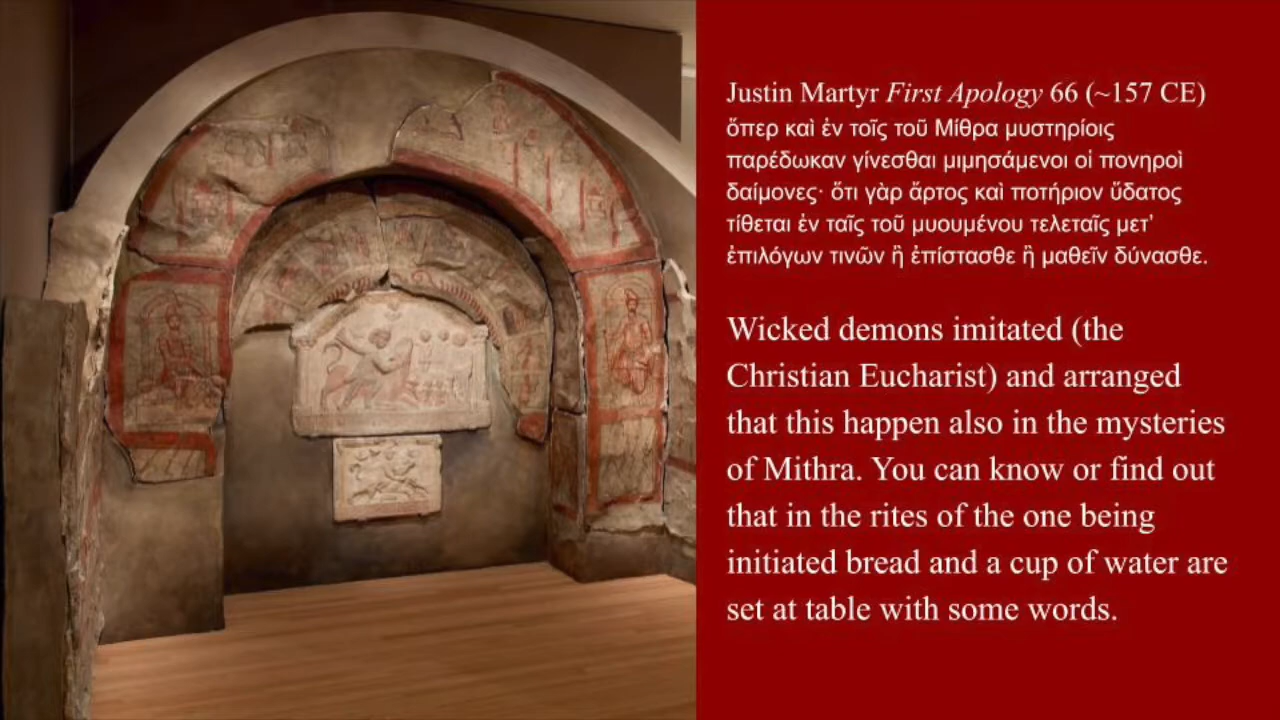 Justin Martyr First Apology 66 (~157 CE)
ὅπερ καὶ ἐν τοῖς τοῦ Μίθρα μυστηρίοις
παρέδωκαν γίνεσθαι μιμησάμενοι οἱ πονηροὶ
δαίμονες· ὅτι γὰρ ἄρτος καὶ ποτήριον ὕδατος
τίθεται ἐν ταῖς τοῦ μυουμένου τελεταῖς μετ’
ἐπιλόγων τινῶν ἢ ἐπίστασθε ἢ μαθεῖν δύνασθε.
Wicked demons imitated (the
Christian Eucharist) and arranged
that this happen also in the mysteries
of Mithra. You can know or find out
that in the rites of the one being
initiated bread and a cup of water are
set at table with some words.